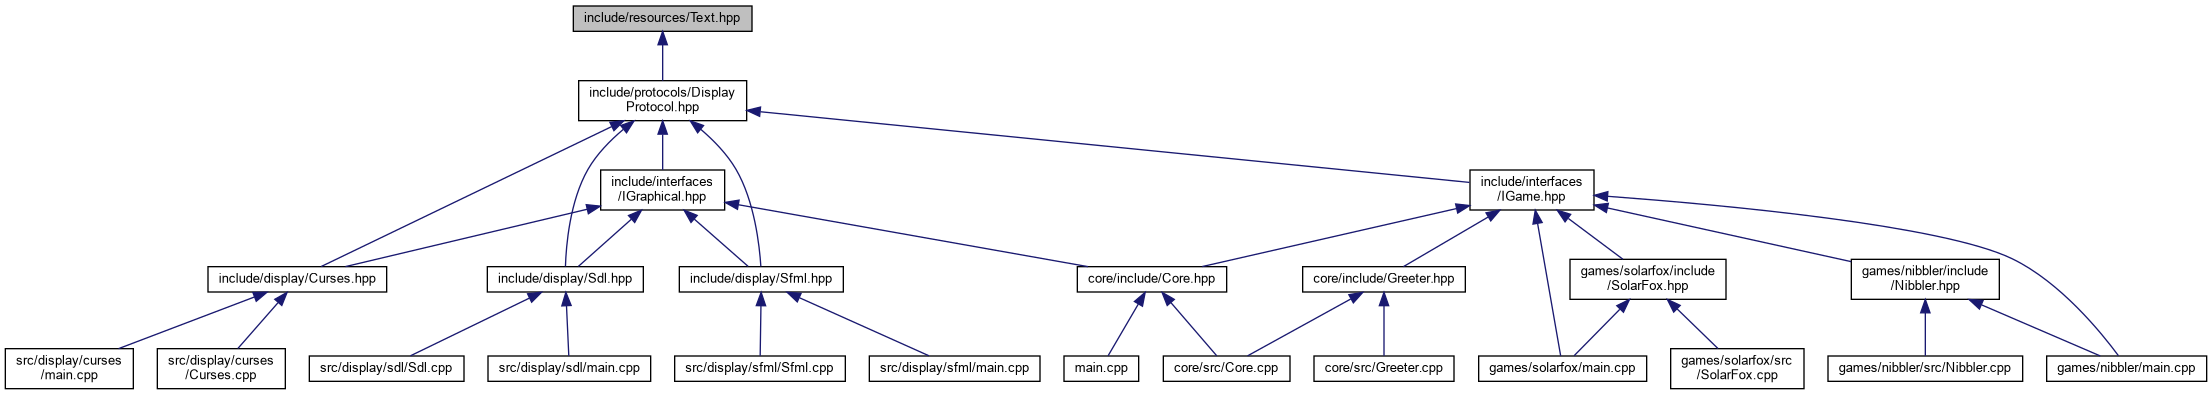 include/resources/Text.hpp
include/protocols/Display
Protocol.hpp
include/interfaces
/IGraphical.hpp
include/interfaces
/IGame.hpp
include/display/Curses.hpp
include/display/Sdl.hpp
include/display/Sfml.hpp
core/include/Core.hpp
core/include/Greeter.hpp
games/solarfox/include
/SolarFox.hpp
games/nibbler/include
/Nibbler.hpp
src/display/curses
/main.cpp
src/display/curses
/Curses.cpp
src/display/sdl/Sdl.cpp
src/display/sdl/main.cpp
src/display/sfml/Sfml.cpp
src/display/sfml/main.cpp
main.cpp
core/src/Core.cpp
core/src/Greeter.cpp
games/solarfox/main.cpp
games/solarfox/src
/SolarFox.cpp
games/nibbler/src/Nibbler.cpp
games/nibbler/main.cpp